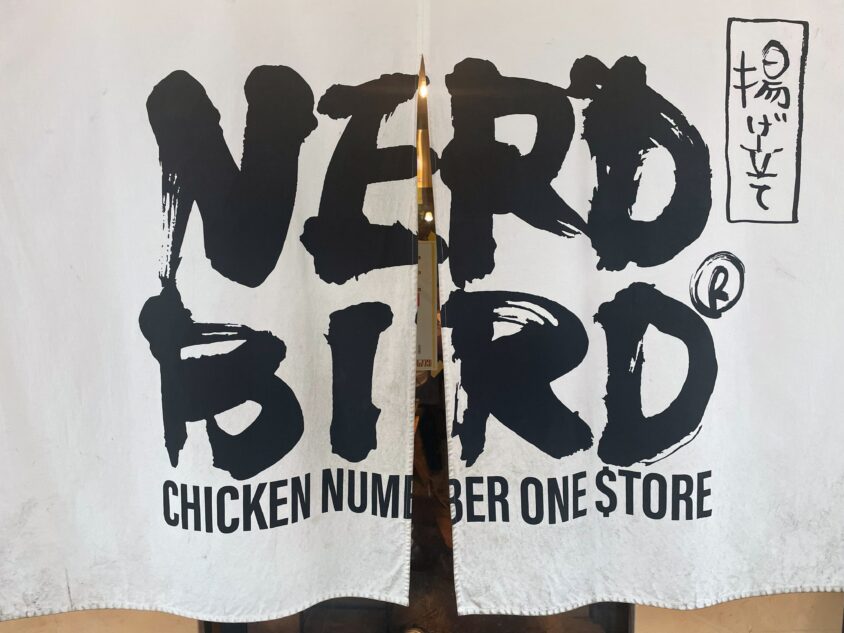 NERD
BIRD®
CHICKEN NUMBER ONE $TORE
揚げ立て